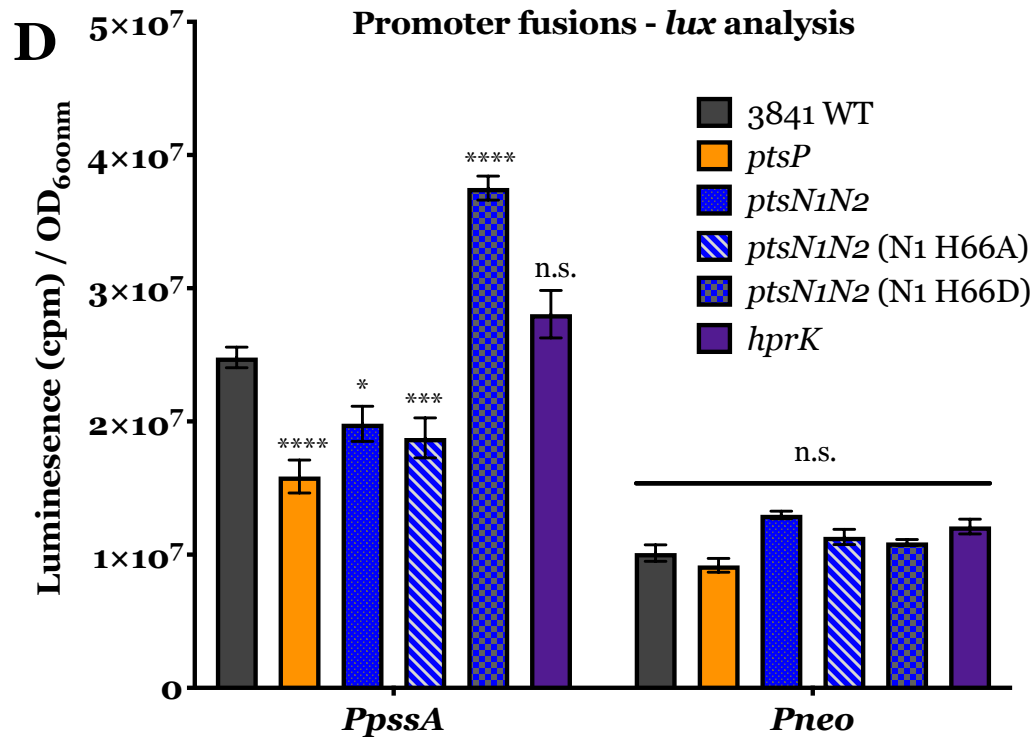 D
Promoter fusions - lux analysis
Luminesence (cpm) / OD600nm
5×10⁷
4×10⁷
3×10⁷
2×10⁷
1×10⁷
0
3841 WT
ptsP
ptsN1N2
ptsN1N2 (N1 H66A)
ptsN1N2 (N1 H66D)
hprK
****
*
***
****
n.s.
n.s.
PpssA
Pneo